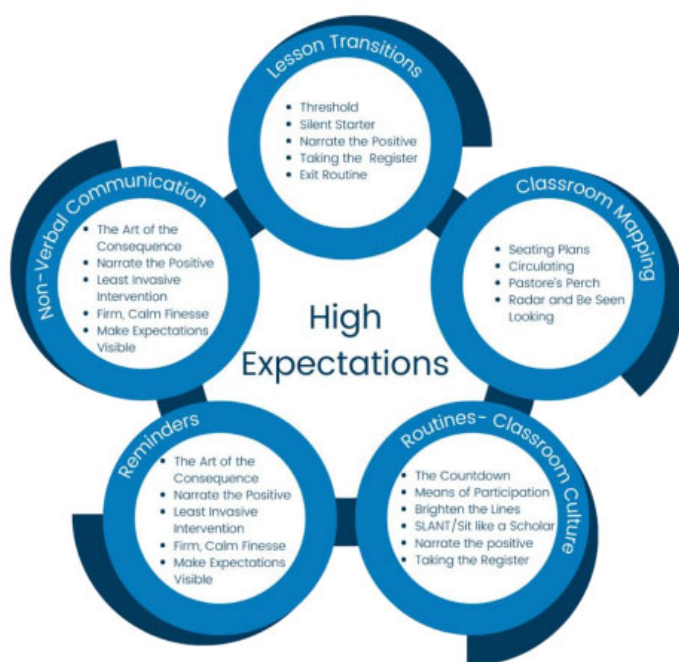 Lesson Transitions
• Threshold
• Silent Starter
• Narrate the Positive
• Taking the Register
• Exit Routine
Classroom Mapping
• Seating Plans
• Circulating
• Pastore's Perch
• Radar and Be Seen
Looking
Non-Verbal Communication
• The Art of the
Consequence
• Narrate the Positive
• Least Invasive
Intervention
• Firm, Calm Finesse
• Make Expectations
Visible
High
Expectations
Reminders
• The Art of the
Consequence
• Narrate the Positive
• Least Invasive
Intervention
• Firm, Calm Finesse
• Make Expectations
Visible
Routines- Classroom Culture
• The Countdown
• Means of Participation
• Brighten the Lines
• SLANT/Sit like a Scholar
• Narrate the positive
• Taking the Register